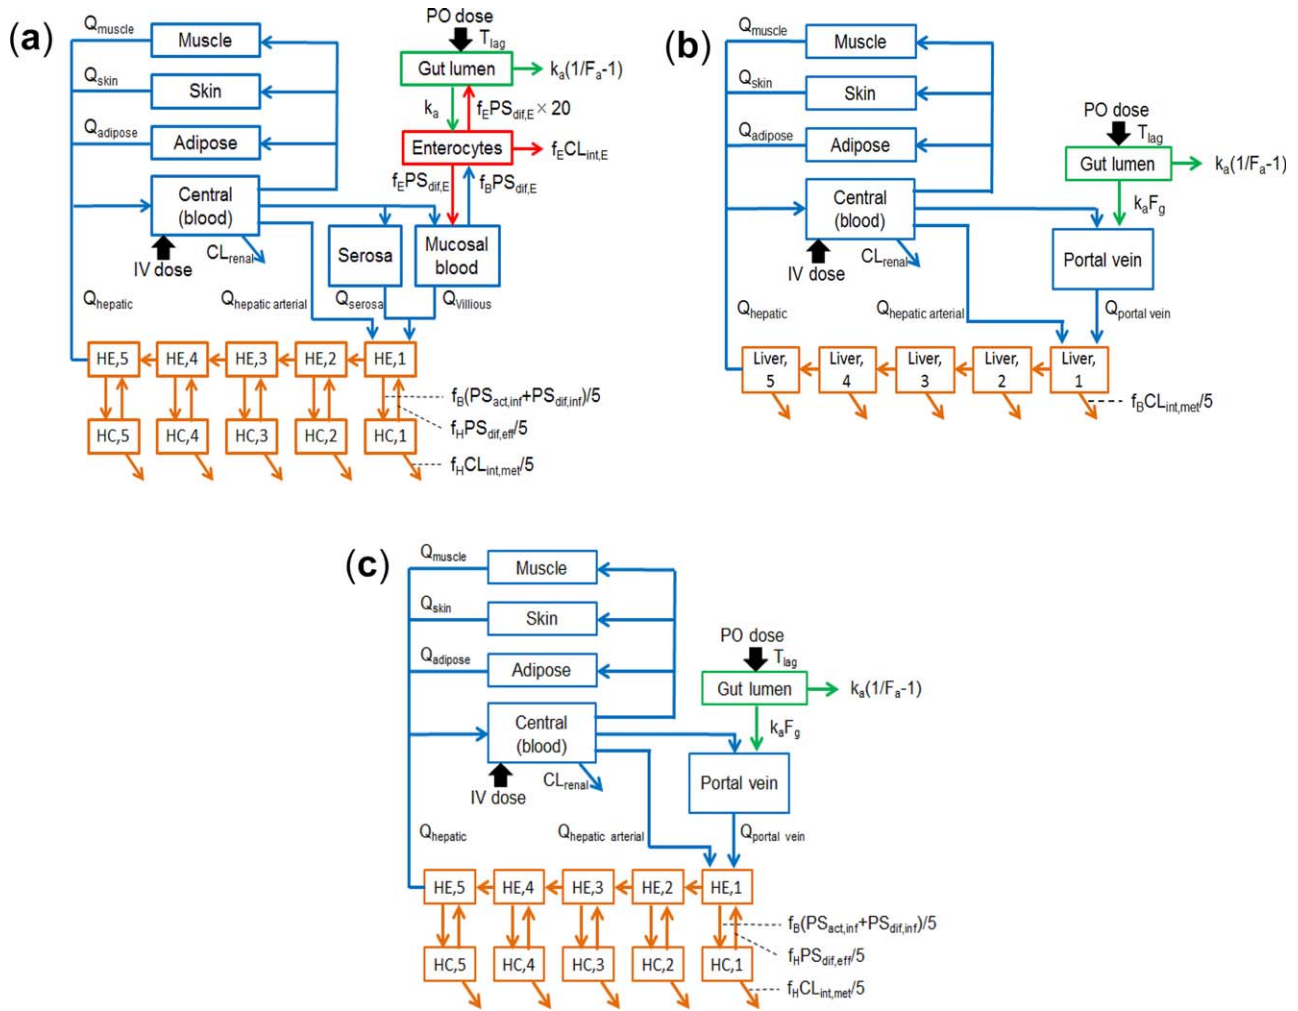 (a)
Qmuscle
Muscle
Qskin
Skin
Qadipose
Adipose
Central
(blood)
IV dose
CLrenal
PO dose
Tlag
Gut lumen
ka(1/Fa-1)
ka
fEPSdif,E × 20
Enterocytes
fECLint,E
fEPSdif,E
fBPSdif,E
Serosa
Mucosal
blood
Qhepatic
Qhepatic arterial
Qserosa
QVillious
HE,5
HE,4
HE,3
HE,2
HE,1
fB(PSact,inf+PSdif,inf)/5
fHPSdif,eff/5
HC,5
HC,4
HC,3
HC,2
HC,1
fHCLint,met/5
(b)
Qmuscle
Muscle
Qskin
Skin
Qadipose
Adipose
Central
(blood)
IV dose
CLrenal
PO dose
Tlag
Gut lumen
ka(1/Fa-1)
kaFg
Portal vein
Qhepatic
Qhepatic arterial
Qportal vein
Liver,
5
Liver,
4
Liver,
3
Liver,
2
Liver,
1
fBCLint,met/5
(c)
Qmuscle
Muscle
Qskin
Skin
Qadipose
Adipose
Central
(blood)
IV dose
CLrenal
PO dose
Tlag
Gut lumen
ka(1/Fa-1)
kaFg
Portal vein
Qhepatic
Qhepatic arterial
Qportal vein
HE,5
HE,4
HE,3
HE,2
HE,1
fB(PSact,inf+PSdif,inf)/5
fHPSdif,eff/5
HC,5
HC,4
HC,3
HC,2
HC,1
fHCLint,met/5